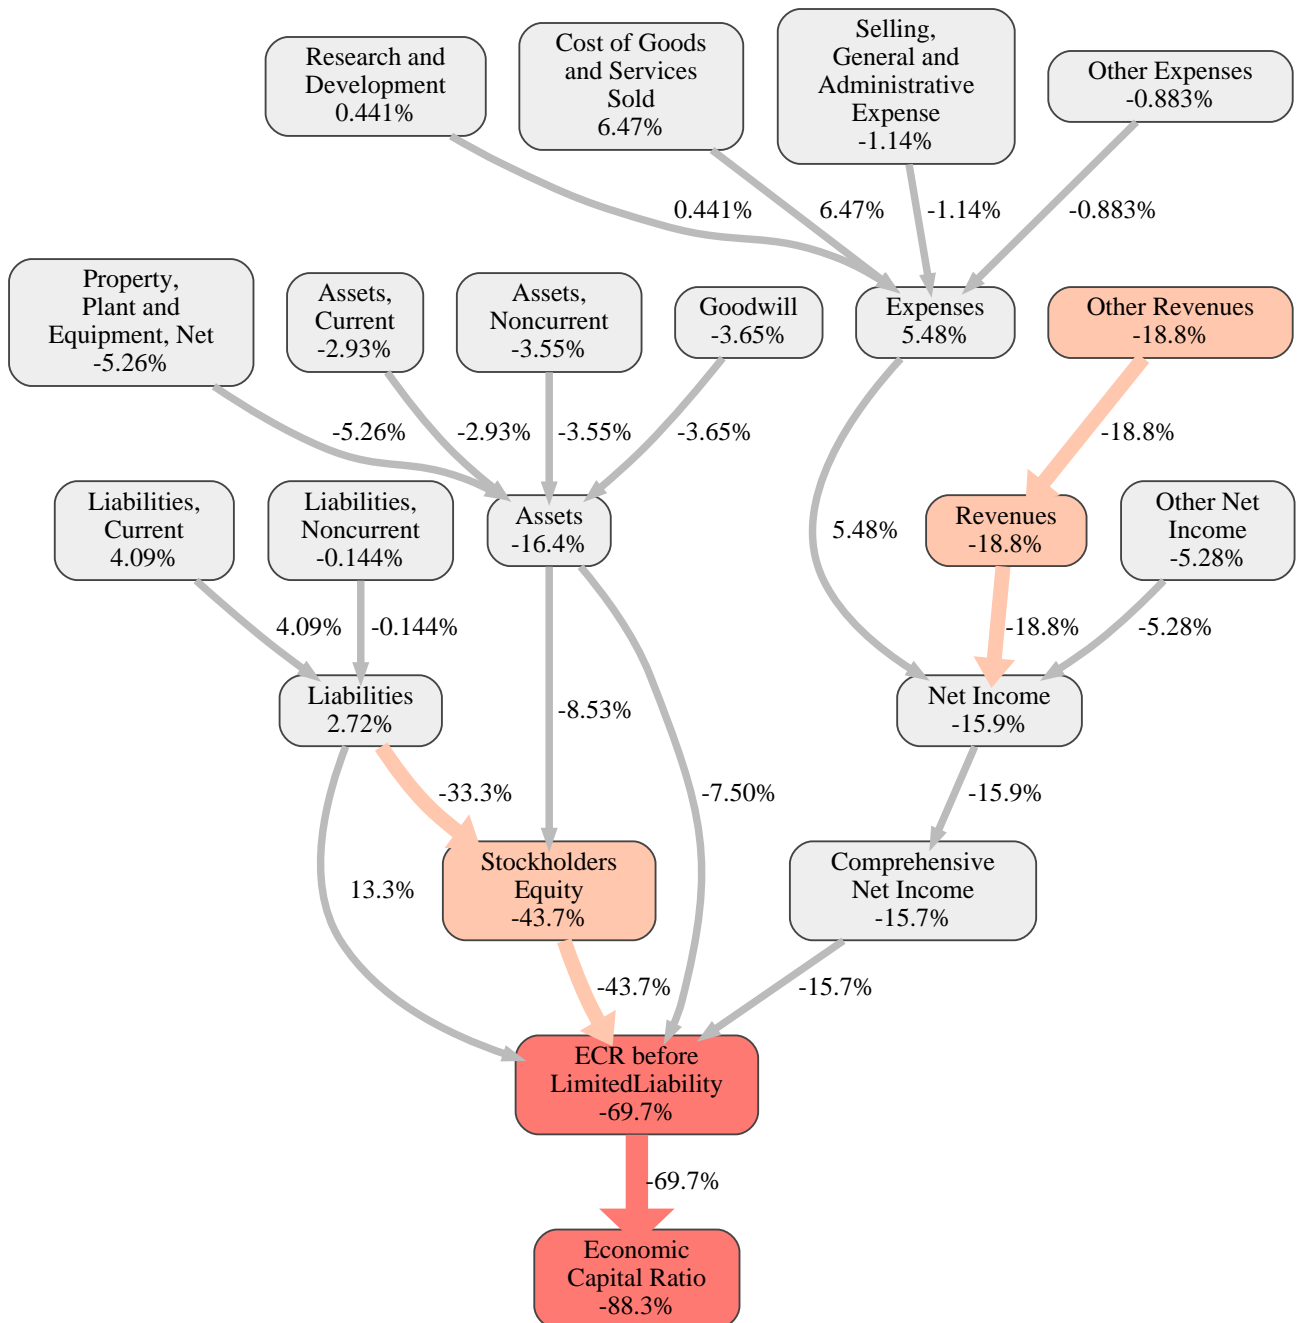 Research and
Development
0.441%
Cost of Goods
and Services
Sold
6.47%
Selling,
General and
Administrative
Expense
-1.14%
Other Expenses
-0.883%
0.441%
6.47%
-1.14%
-0.883%
Property,
Plant and
Equipment, Net
-5.26%
Assets,
Current
-2.93%
Assets,
Noncurrent
-3.55%
Goodwill
-3.65%
Expenses
5.48%
Other Revenues
-18.8%
-5.26%
-2.93%
-3.55%
-3.65%
-18.8%
Liabilities,
Current
4.09%
Liabilities,
Noncurrent
-0.144%
Assets
-16.4%
5.48%
Revenues
-18.8%
Other Net
Income
-5.28%
4.09%
-0.144%
-18.8%
-5.28%
Liabilities
2.72%
-8.53%
Net Income
-15.9%
-33.3%
-7.50%
-15.9%
13.3%
Stockholders
Equity
-43.7%
Comprehensive
Net Income
-15.7%
-43.7%
-15.7%
ECR before
LimitedLiability
-69.7%
-69.7%
Economic
Capital Ratio
-88.3%